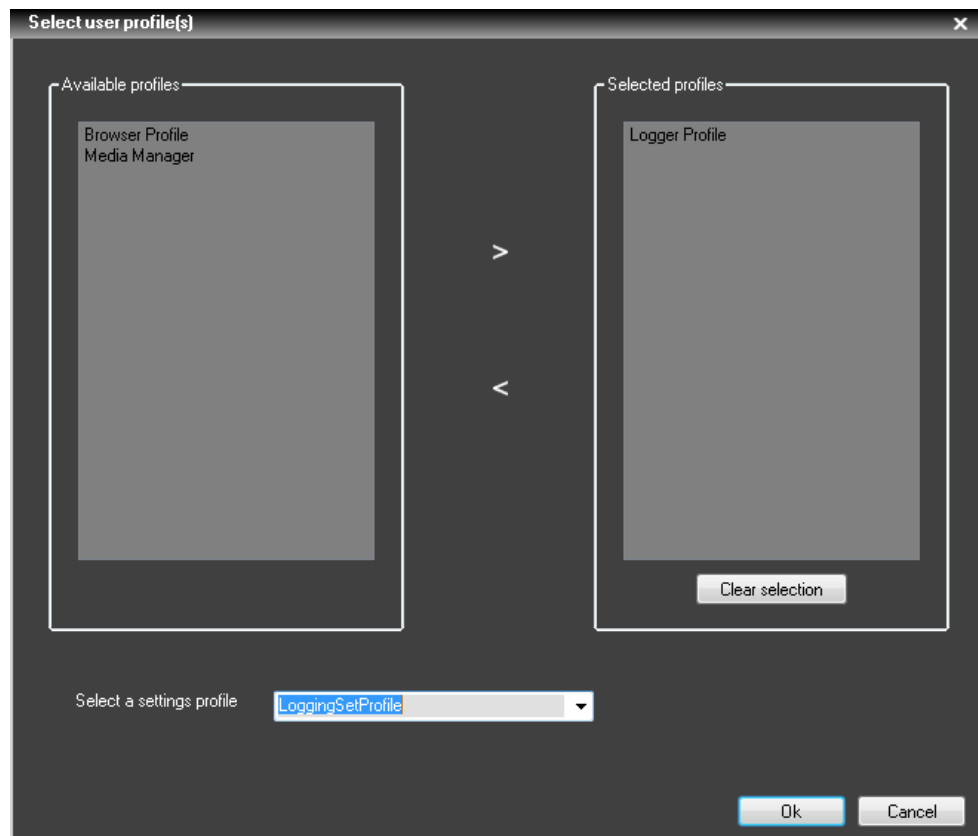 Select user profile(s)
Available profiles
Browser Profile
Media Manager
>
<
Selected profiles
Logger Profile
Clear selection
Select a settings profile
LoggingSetProfile
Ok
Cancel